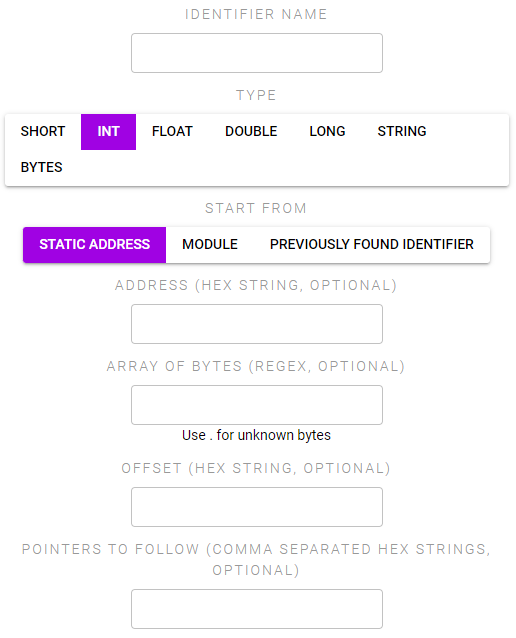 IDENTIFIER NAME
TYPE
SHORT INT FLOAT DOUBLE LONG STRING
BYTES
START FROM
STATIC ADDRESS MODULE PREVIOUSLY FOUND IDENTIFIER
ADDRESS (HEX STRING, OPTIONAL)
ARRAY OF BYTES (REGEX, OPTIONAL)
Use . for unknown bytes
OFFSET (HEX STRING, OPTIONAL)
POINTERS TO FOLLOW (COMMA SEPARATED HEX STRINGS,
OPTIONAL)